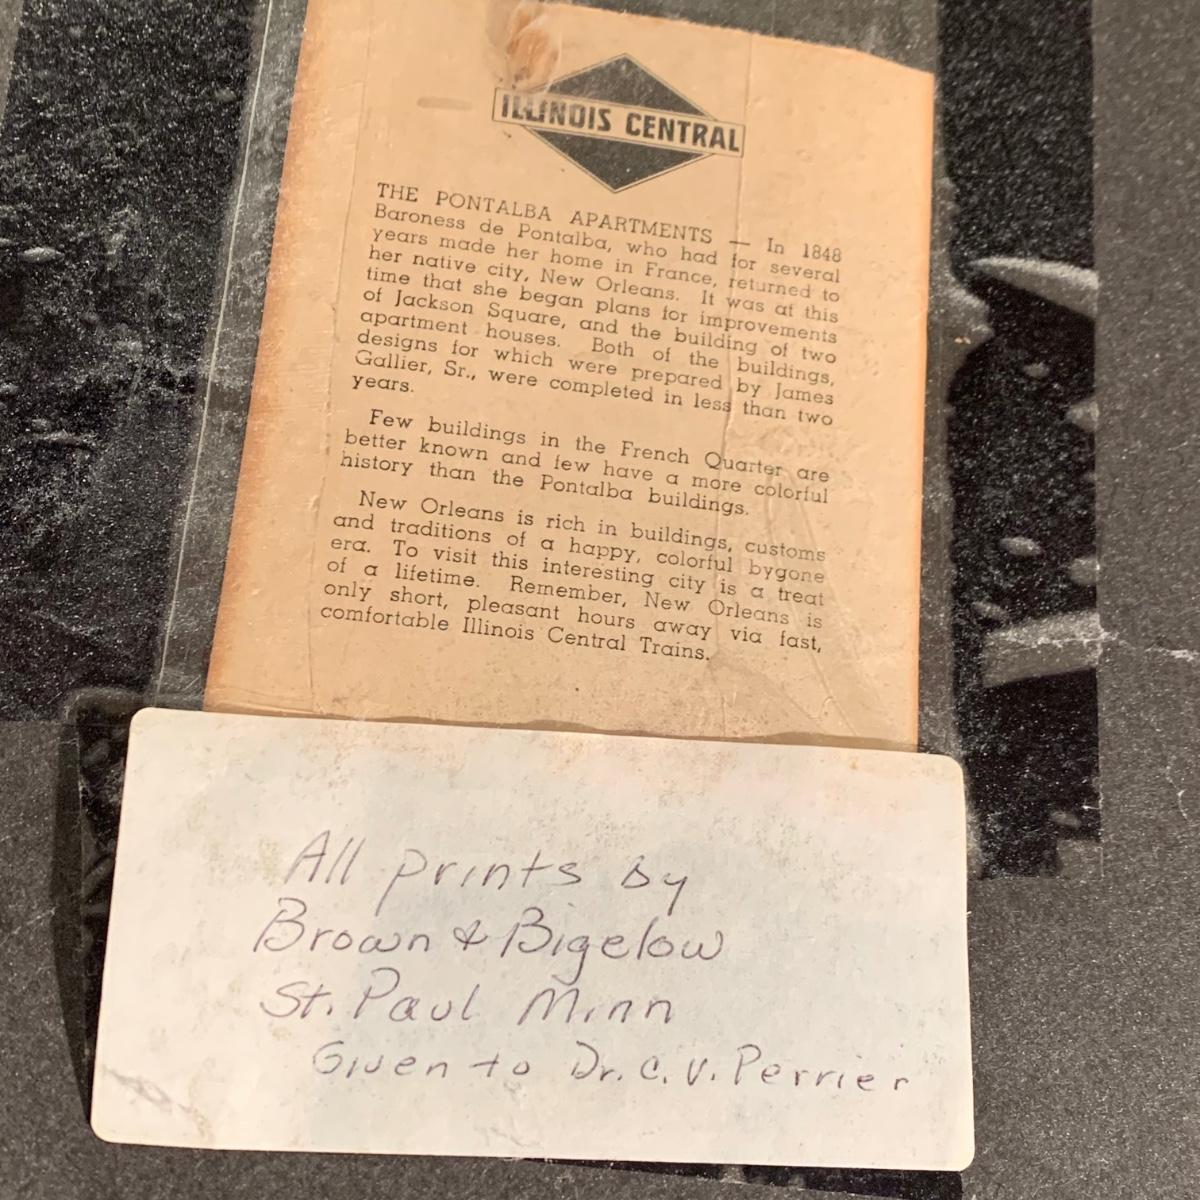 ILLINOIS CENTRAL
THE PONTALBA APARTMENTS — In 1848
Baroness de Pontalba, who had for several
years made her home in France, returned to
her native city, New Orleans. It was at this
time that she began plans for improvements
of Jackson Square, and the building of two
apartment houses. Both of the buildings,
designs for which were prepared by James
Gallier, Sr., were completed in less than two
years.
Few buildings in the French Quarter are
better known and few have a more colorful
history than the Pontalba buildings.
New Orleans is rich in buildings, customs
and traditions of a happy, colorful bygone
era. To visit this interesting city is a treat
of a lifetime. Remember, New Orleans is
only short, pleasant hours away via fast,
comfortable Illinois Central Trains.
All prints by
Brown & Bigelow
St. Paul Minn
Given to Dr. C. V. Perrier